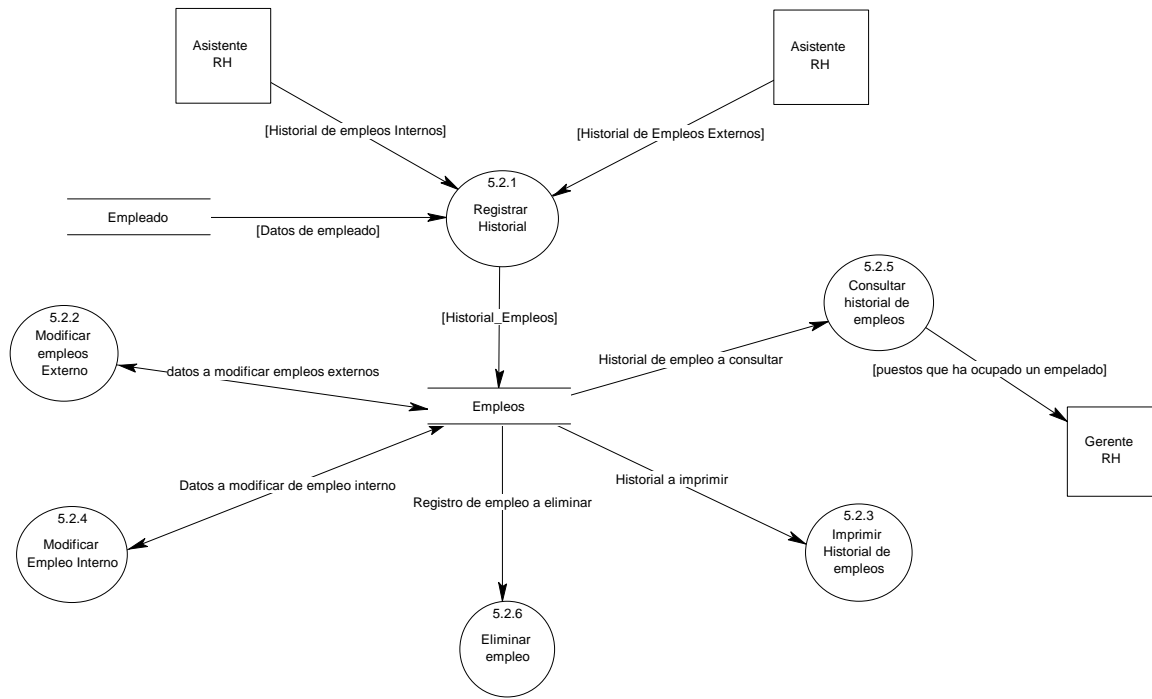 Asistente
RH
Asistente
RH
[Historial de empleos Internos]
[Historial de Empleos Externos]
5.2.1
Registrar
Historial
Empleado
[Datos de empleado]
5.2.5
Consultar
historial de
empleos
[Historial_Empleos]
5.2.2
Modificar
empleos
Externo
Historial de empleo a consultar
[puestos que ha ocupado un empelado]
datos a modificar empleos externos
Empleos
Gerente
RH
Datos a modificar de empleo interno
Historial a imprimir
Registro de empleo a eliminar
5.2.4
Modificar
Empleo Interno
5.2.3
Imprimir
Historial de
empleos
5.2.6
Eliminar
empleo